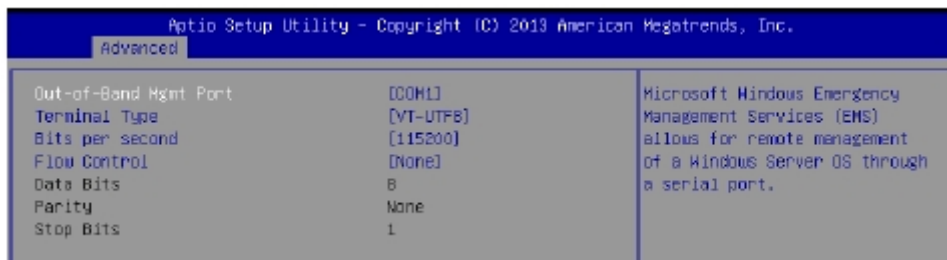 Aptio Setup Utility - Copyright (C) 2013 American Megatrends, Inc.
Advanced
Out-of-Band Mgmt Port [COM1]
Terminal Type [VT-UTF8]
Bits per second [115200]
Flow Control [None]
Data Bits 8
Parity None
Stop Bits 1
Microsoft Windows Emergency
Management Services (EMS)
allows for remote management
of a Windows Server OS through
a serial port.